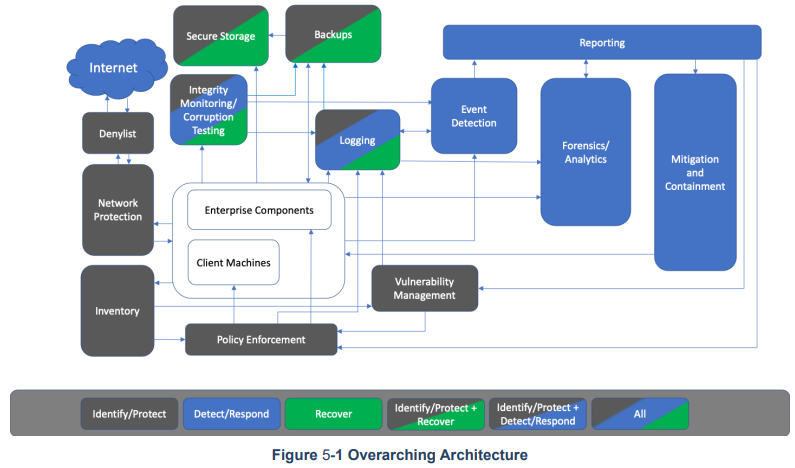 Secure Storage
Backups
Reporting
Internet
Integrity
Monitoring/
Corruption
Testing
Event
Detection
Forensics/
Analytics
Mitigation
and
Containment
Denylist
Logging
Network
Protection
Enterprise Components
Client Machines
Inventory
Vulnerability
Management
Policy Enforcement
Identify/Protect
Detect/Respond
Recover
Identify/Protect +
Recover
Identify/Protect +
Detect/Respond
All
Figure 5-1 Overarching Architecture